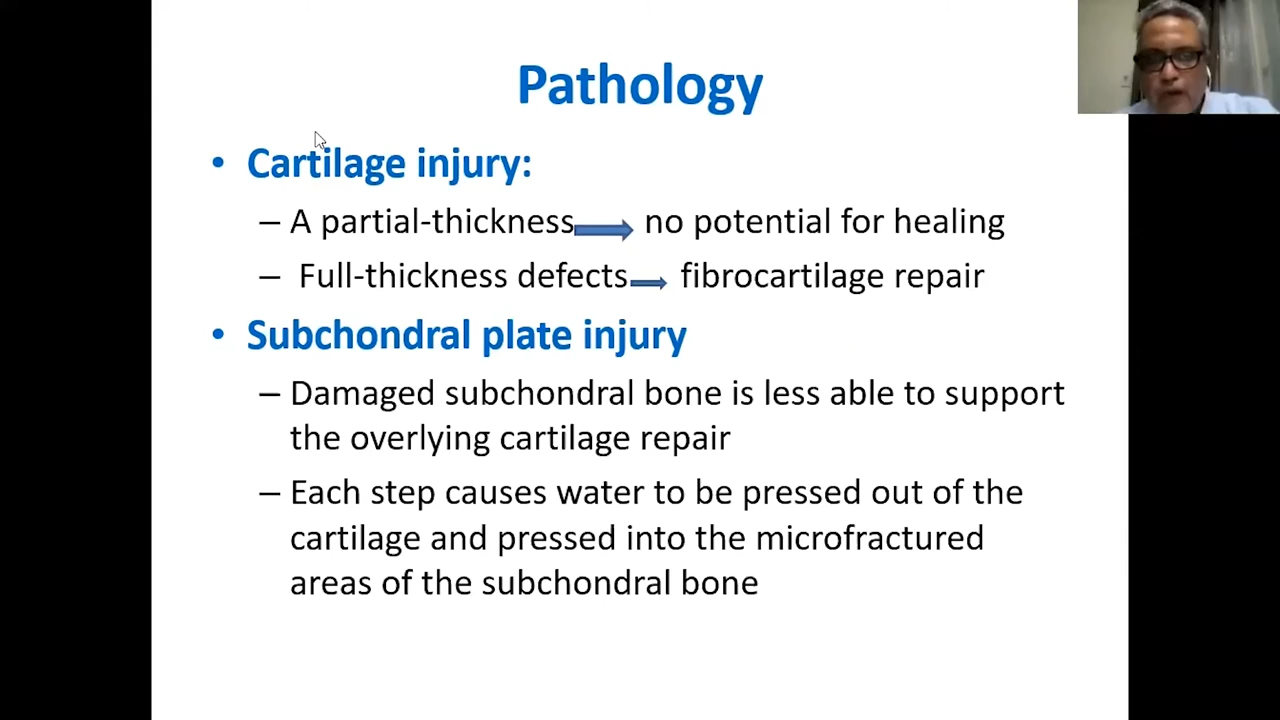 Pathology
• Cartilage injury:
– A partial-thickness no potential for healing
– Full-thickness defects fibrocartilage repair
• Subchondral plate injury
– Damaged subchondral bone is less able to support
the overlying cartilage repair
– Each step causes water to be pressed out of the
cartilage and pressed into the microfractured
areas of the subchondral bone